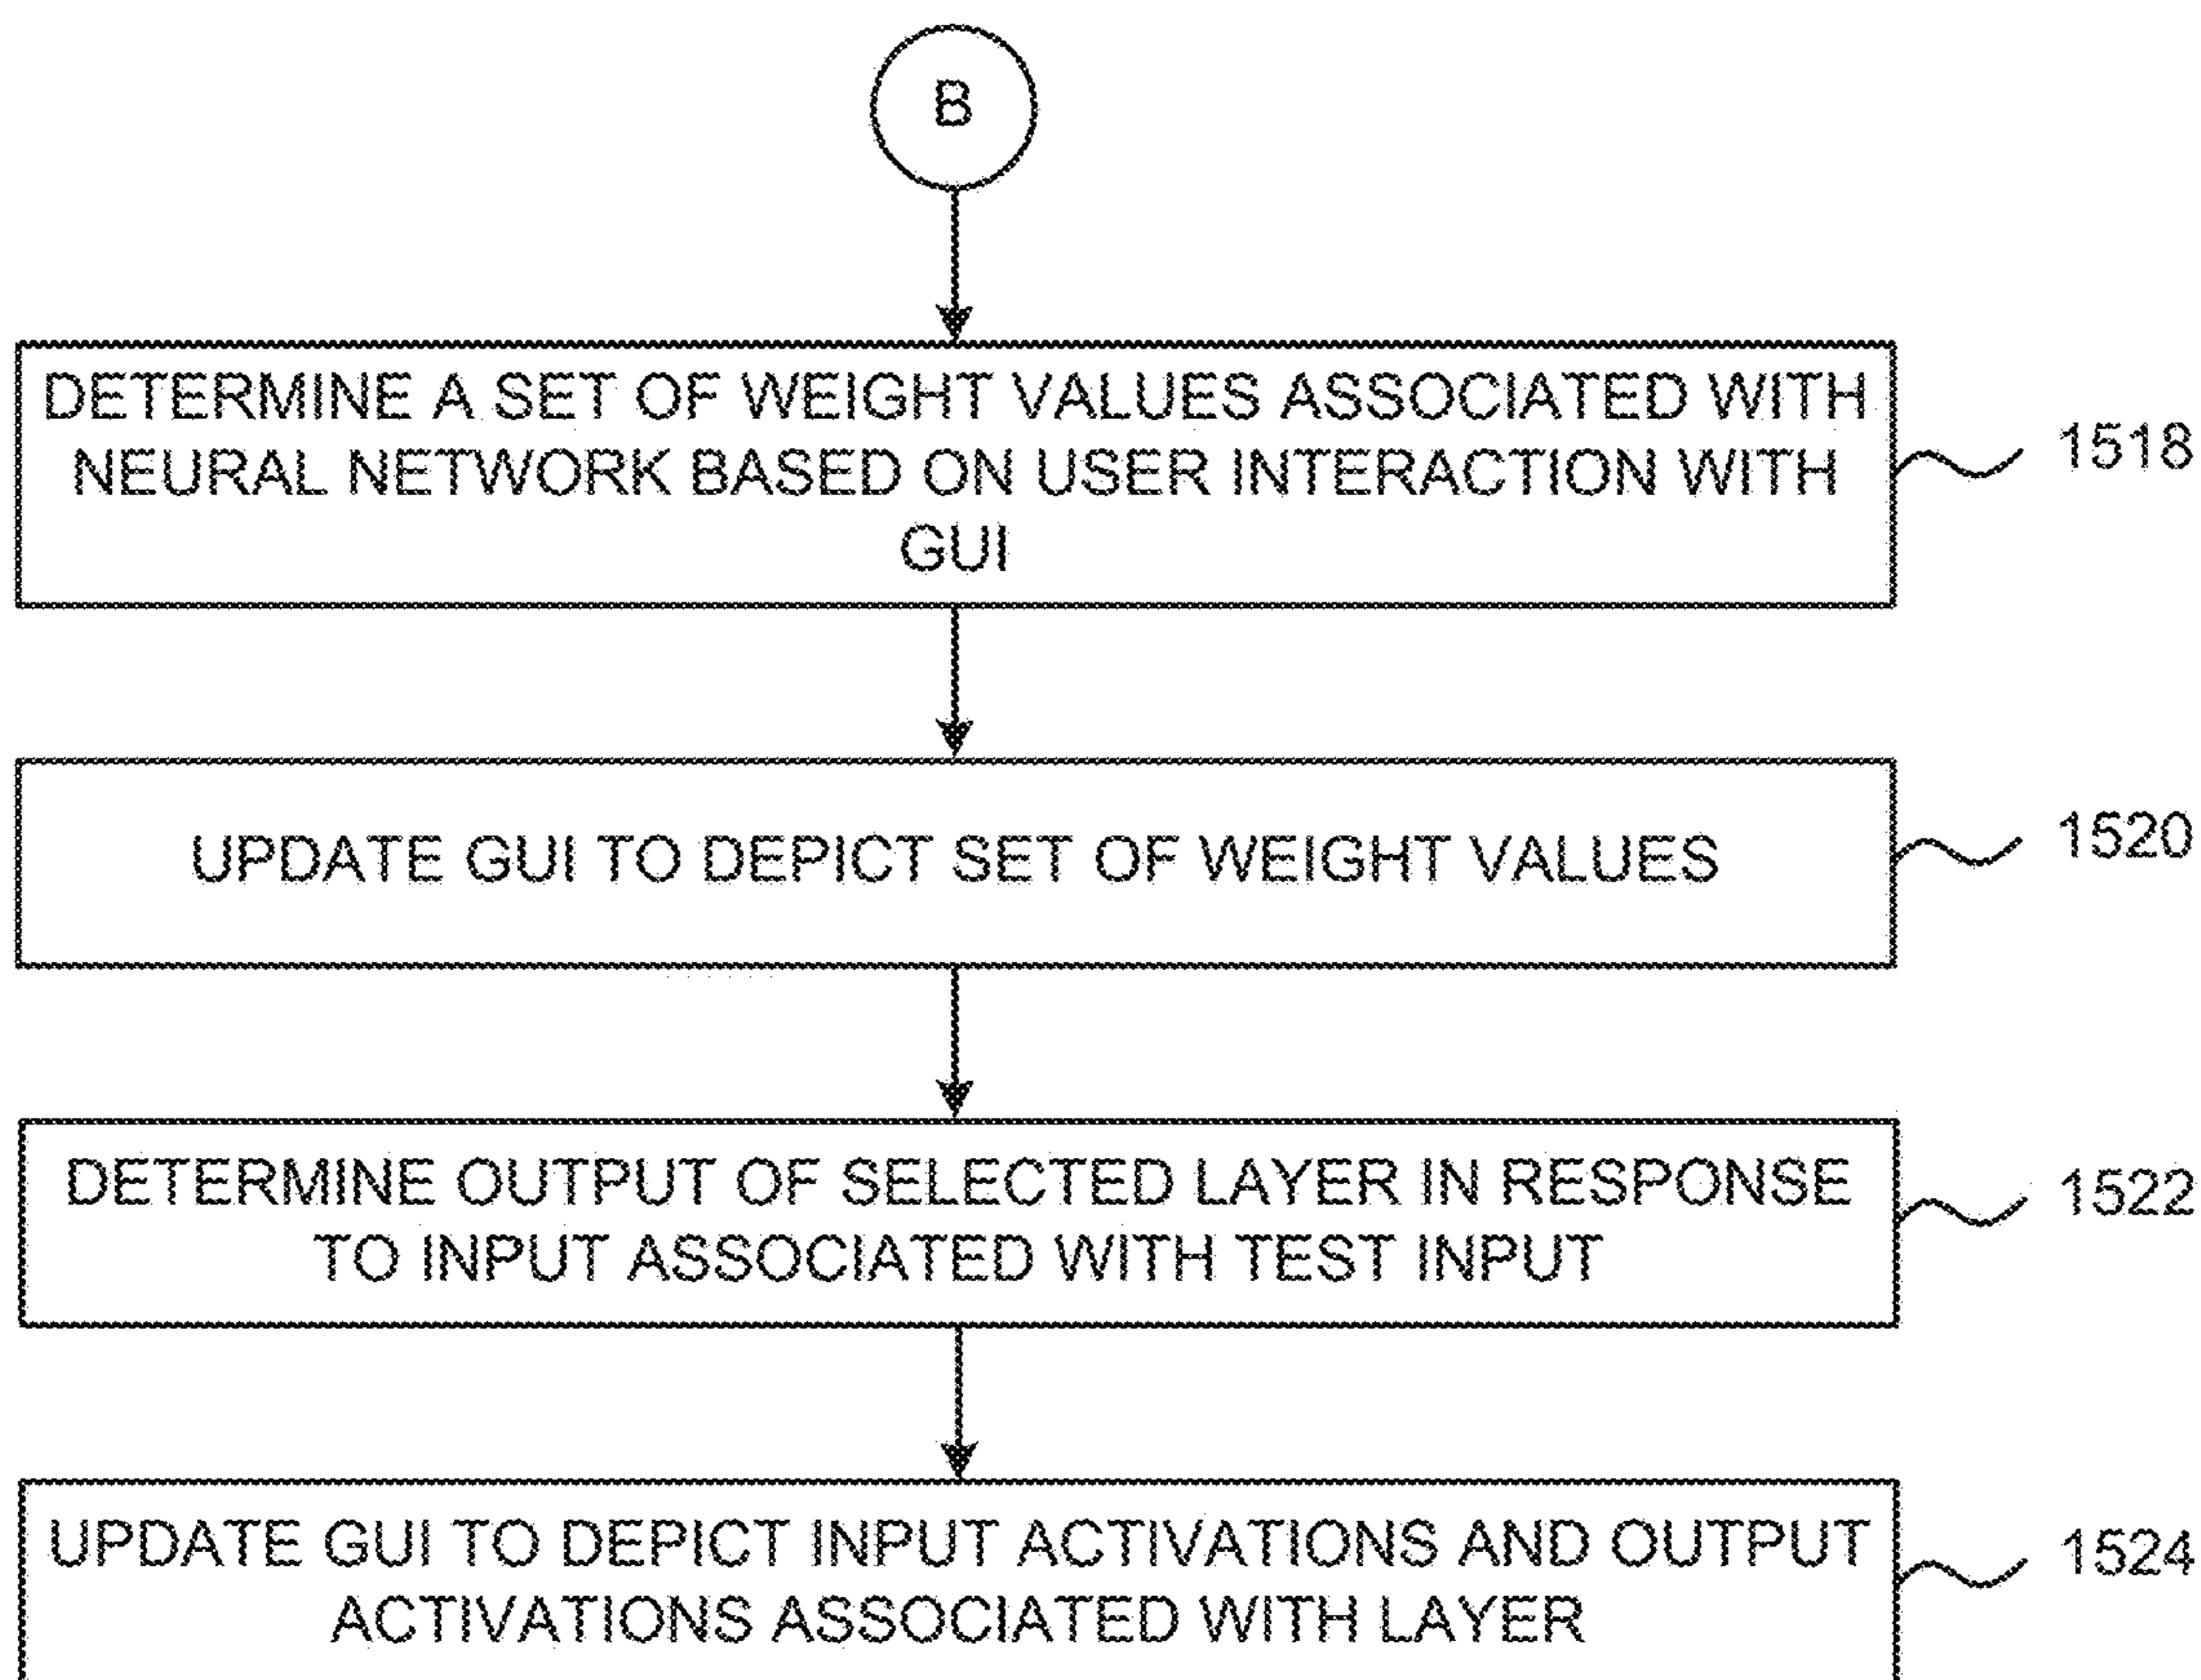 B
DETERMINE A SET OF WEIGHT VALUES ASSOCIATED WITH
NEURAL NETWORK BASED ON USER INTERACTION WITH
GUI
1518
UPDATE GUI TO DEPICT SET OF WEIGHT VALUES
1520
DETERMINE OUTPUT OF SELECTED LAYER IN RESPONSE
TO INPUT ASSOCIATED WITH TEST INPUT
1522
UPDATE GUI TO DEPICT INPUT ACTIVATIONS AND OUTPUT
ACTIVATIONS ASSOCIATED WITH LAYER
1524